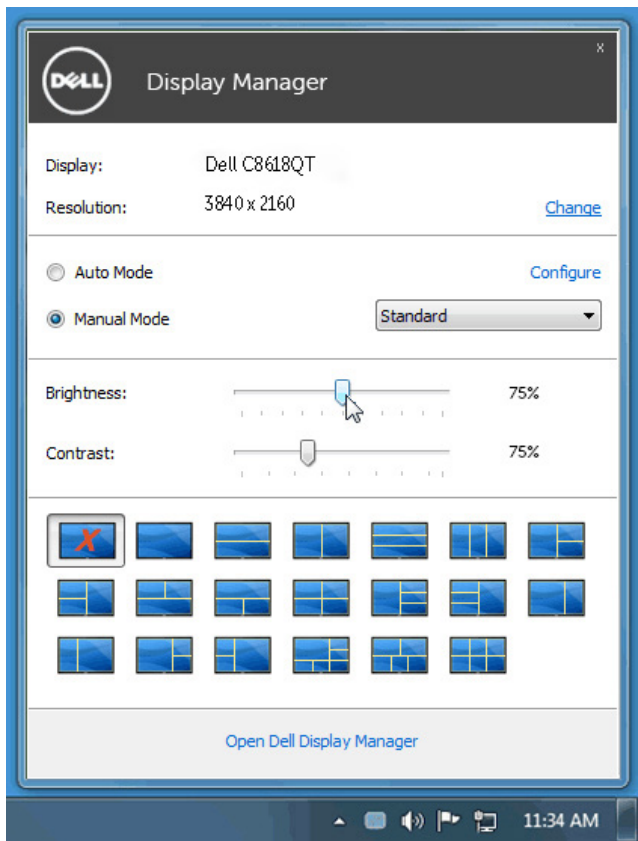 DELL Display Manager x
Display: Dell C8618QT
Resolution: 3840 x 2160 Change
Auto Mode Configure
Manual Mode Standard
Brightness: 75%
Contrast: 75%
Open Dell Display Manager
11:34 AM